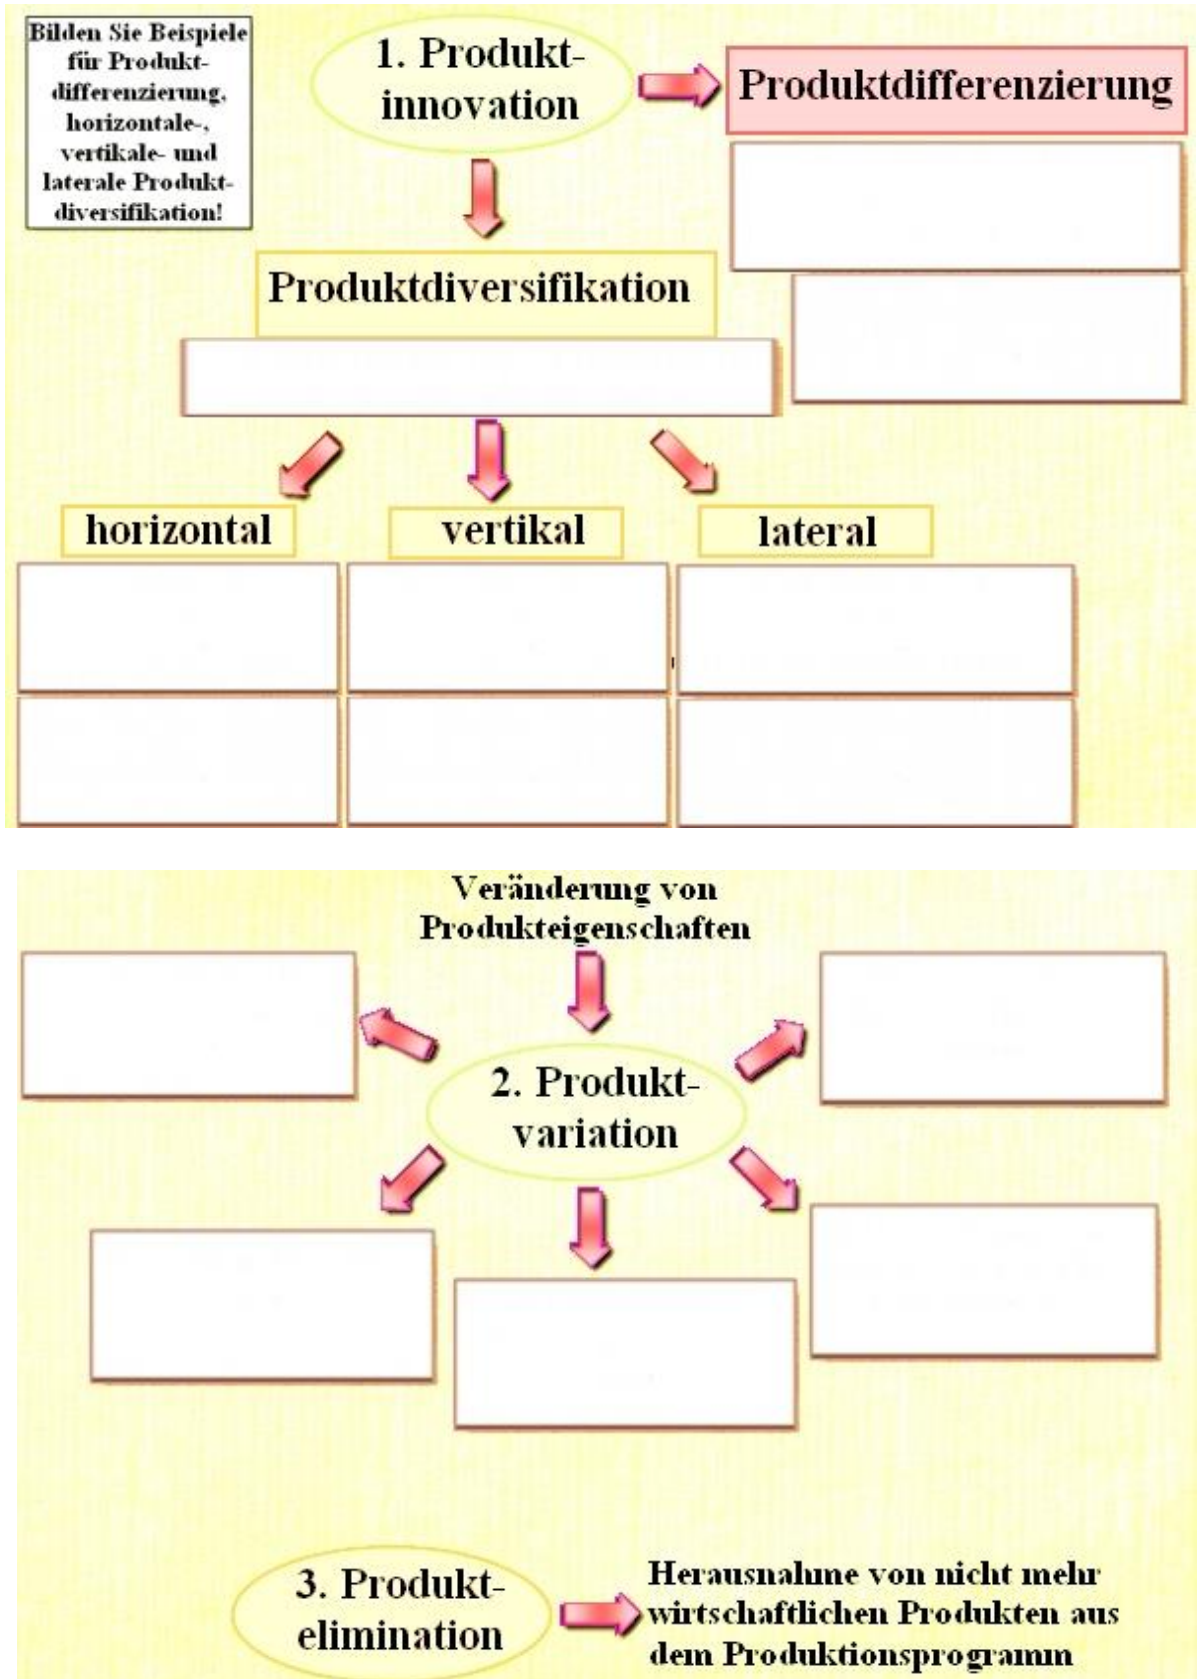 Bilden Sie Beispiele
für Produkt-
differenzierung,
horizontale-,
vertikale- und
laterale Produkt-
diversifikation!
1. Produkt-
innovation
Produktdifferenzierung
Produktdiversifikation
horizontal
vertikal
lateral
Veränderung von
Produkteigenschaften
2. Produkt-
variation
3. Produkt-
elimination
Herausnahme von nicht mehr
wirtschaftlichen Produkten aus
dem Produktionsprogramm